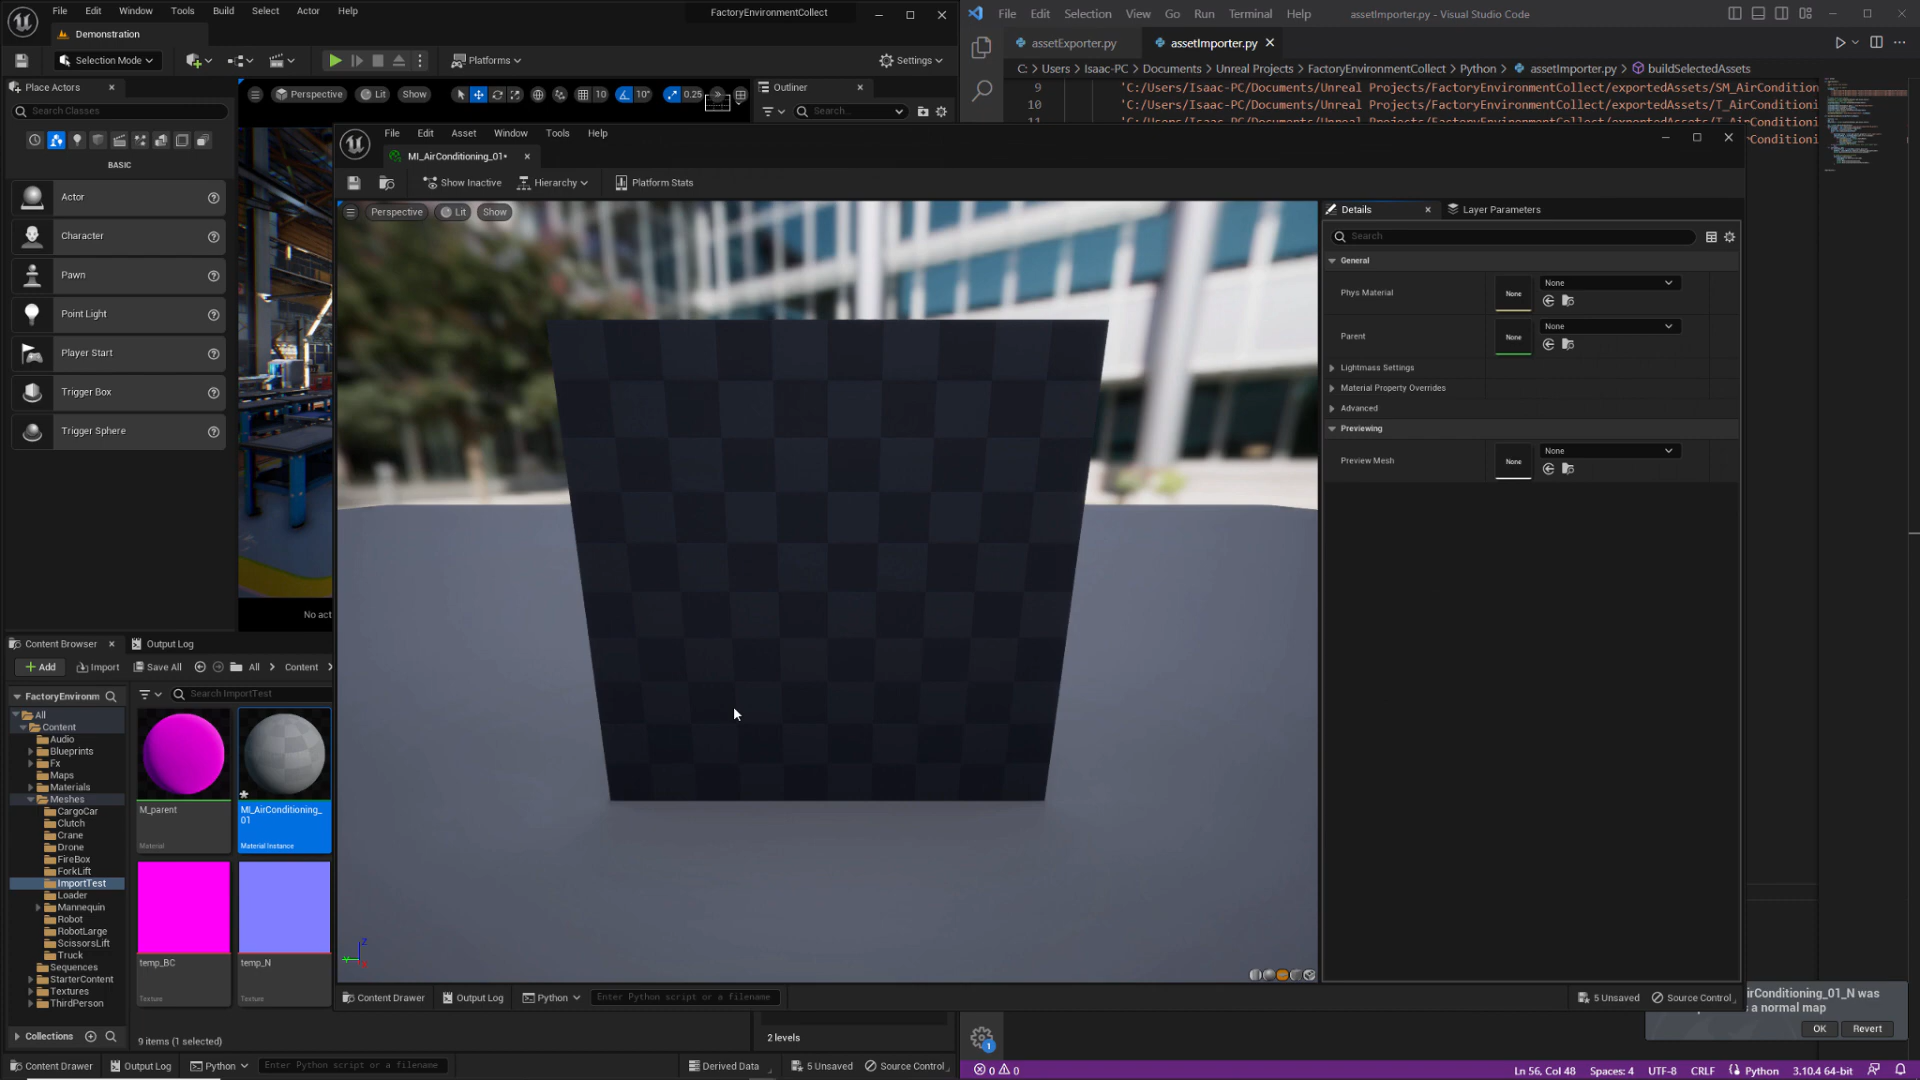 File Edit Window Tools Build Select Actor Help
FactoryEnvironmentCollect
Demonstration
Selection Mode
Platforms
Settings
Place Actors
Search Classes
BASIC
Actor
Character
Pawn
Point Light
Player Start
Trigger Box
Trigger Sphere
Perspective Lit Show
10 10° 0.25
Outliner
Search...
File Edit Selection View Go Run Terminal Help
assetImporter.py - Visual Studio Code
assetExporter.py
assetImporter.py
C: > Users > Isaac-PC > Documents > Unreal Projects > FactoryEnvironmentCollect > Python > assetImporter.py > buildSelectedAssets
9 'C:/Users/Isaac-PC/Documents/Unreal Projects/FactoryEnvironmentCollect/exportedAssets/SM_AirCondition
10 'C:/Users/Isaac-PC/Documents/Unreal Projects/FactoryEnvironmentCollect/exportedAssets/T_AirConditioni
File Edit Asset Window Tools Help
MI_AirConditioning_01•
Show Inactive
Hierarchy
Platform Stats
Perspective Lit Show
Details
Layer Parameters
Search
General
Phys Material
None
None
Parent
None
None
Lightmass Settings
Material Property Overrides
Advanced
Previewing
Preview Mesh
None
None
No act
Content Browser
Output Log
Add
Import
Save All
All
Content
FactoryEnvironm
Search ImportTest
All
Content
Audio
Blueprints
Fx
Maps
Materials
Meshes
CargoCar
Clutch
Crane
Drone
FireBox
ForkLift
ImportTest
Loader
Mannequin
Robot
RobotLarge
ScissorsLift
Truck
Sequences
StarterContent
Textures
ThirdPerson
M_parent
Material
MI_AirConditioning_
01
Material Instance
temp_BC
Texture
temp_N
Texture
Collections
9 items (1 selected)
Content Drawer
Output Log
Python
Enter Python script or a filename
5 Unsaved
Source Control
irConditioning_01_N was
a normal map
OK
Revert
2 levels
Content Drawer
Output Log
Python
Enter Python script or a filename
Derived Data
5 Unsaved
Source Control
0 0
Ln 56, Col 48
Spaces: 4
UTF-8
CRLF
Python
3.10.4 64-bit